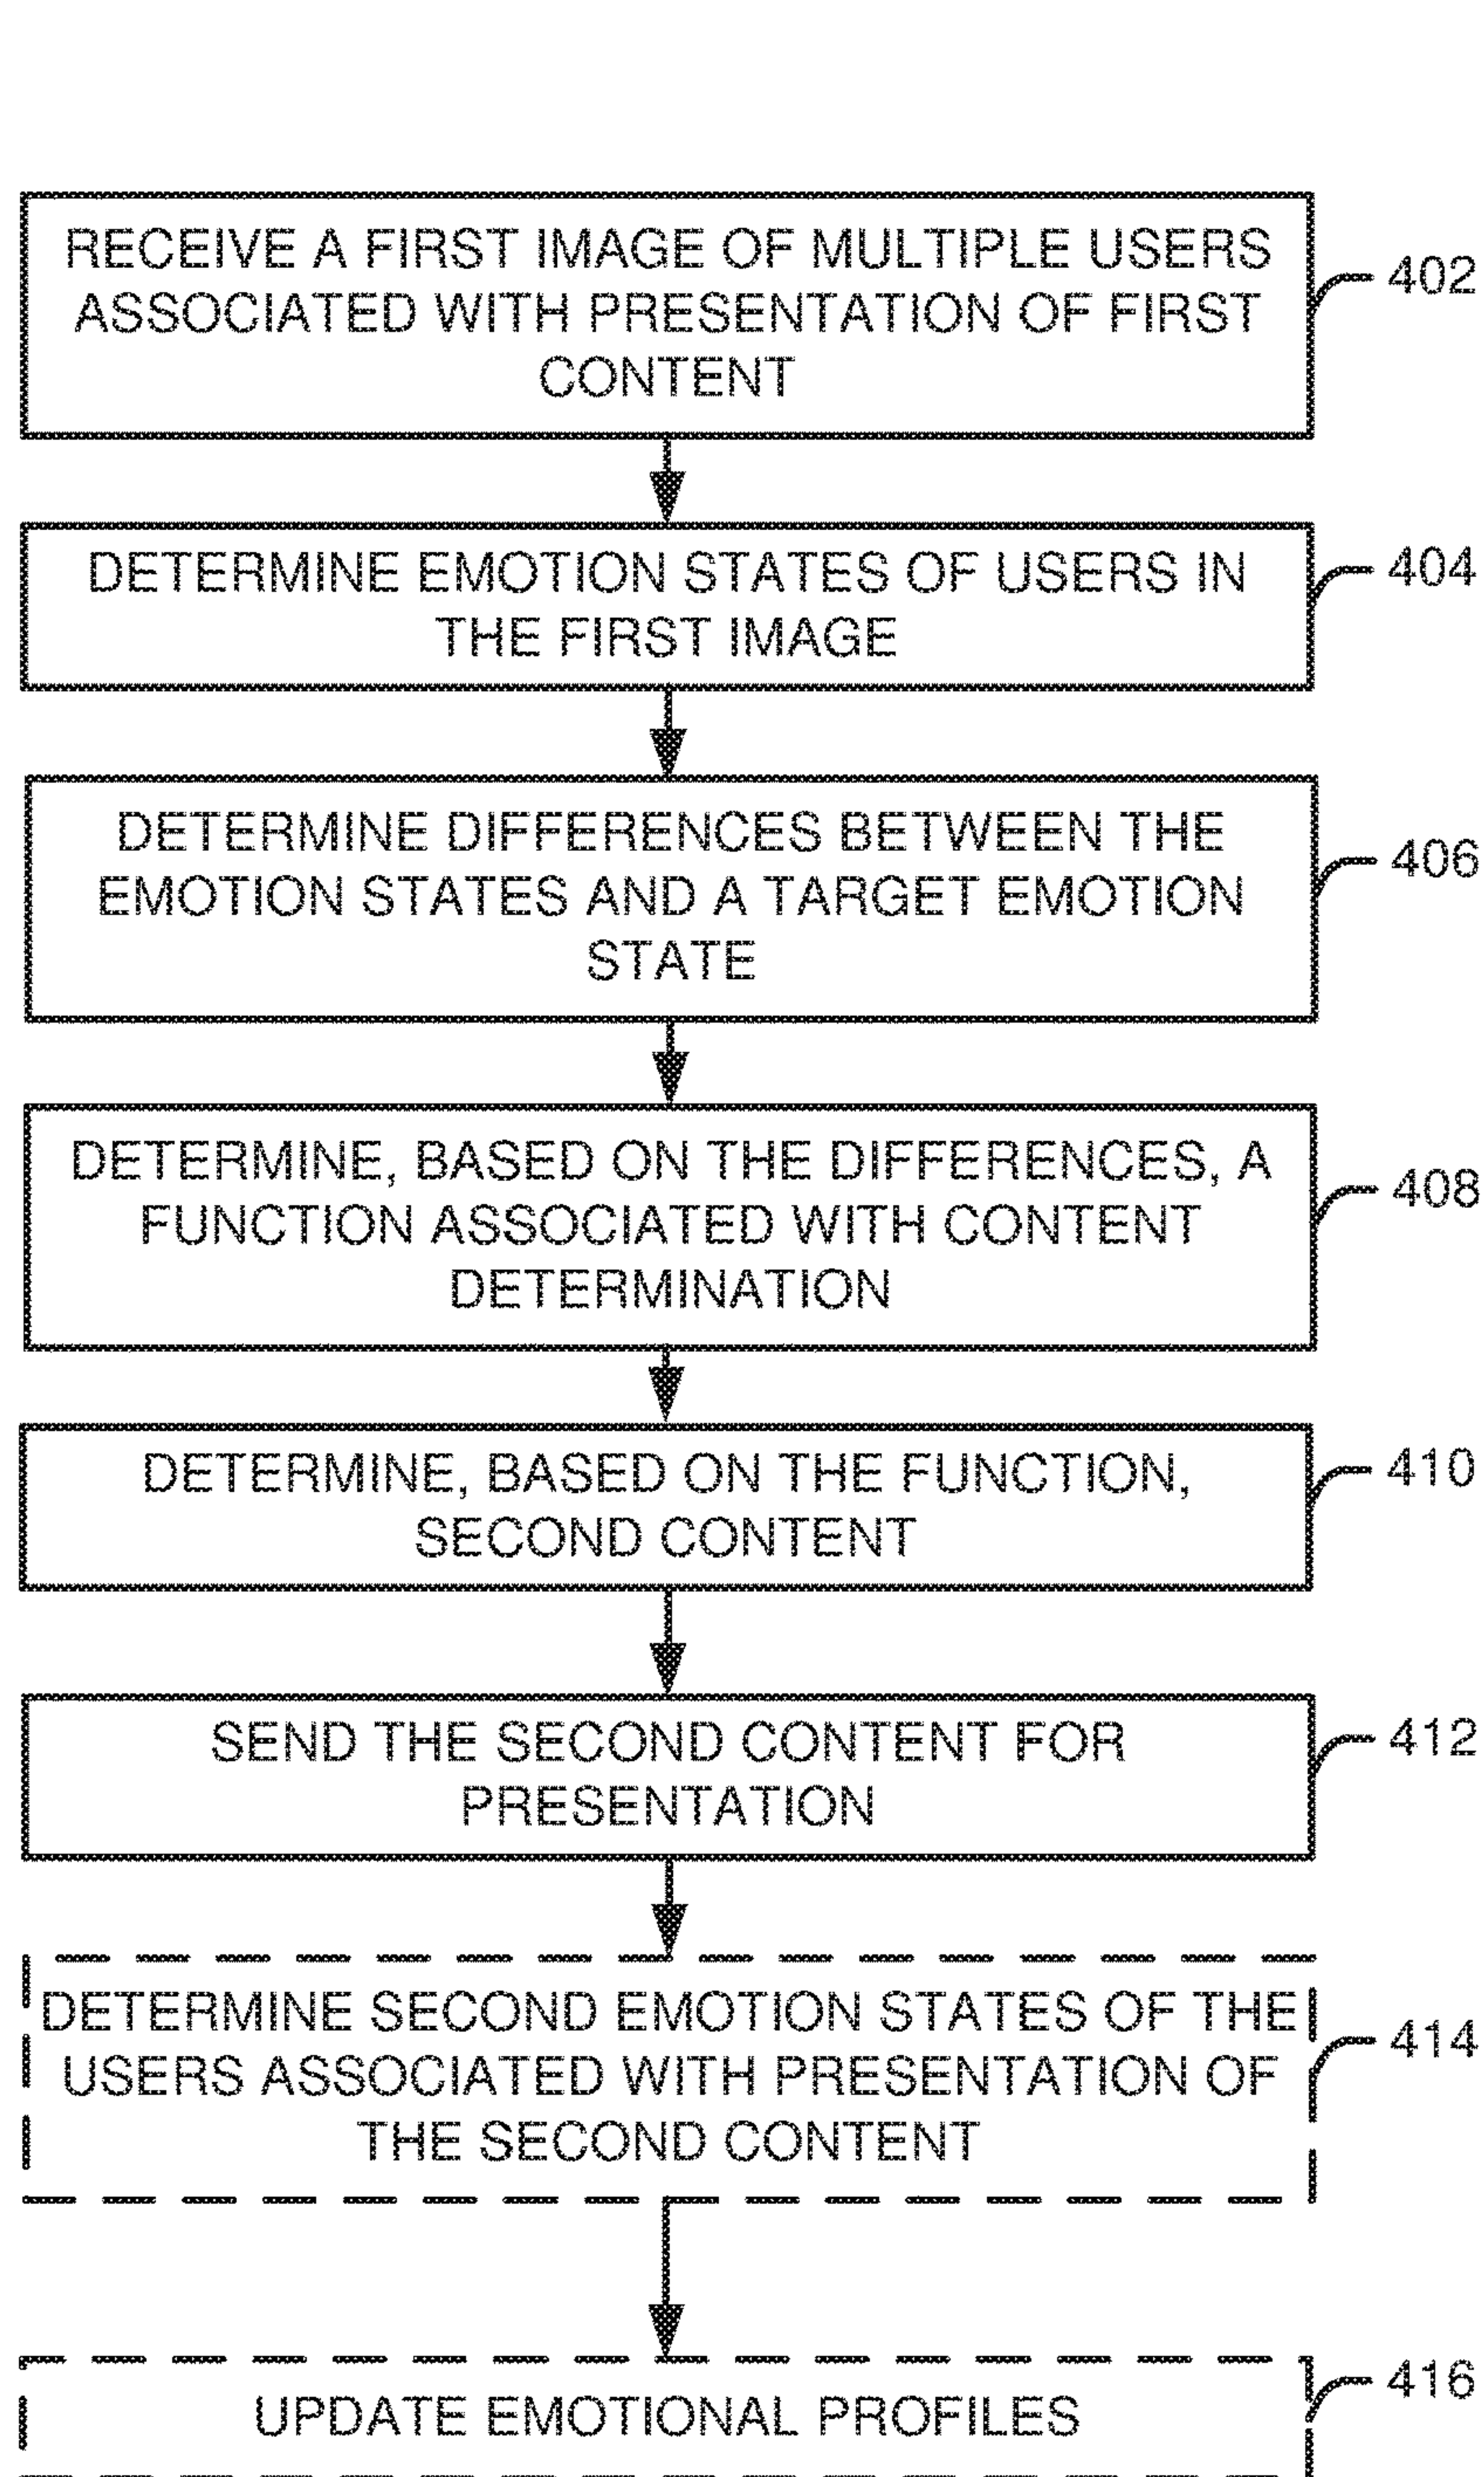 RECEIVE A FIRST IMAGE OF MULTIPLE USERS
ASSOCIATED WITH PRESENTATION OF FIRST
CONTENT
402
DETERMINE EMOTION STATES OF USERS IN
THE FIRST IMAGE
404
DETERMINE DIFFERENCES BETWEEN THE
EMOTION STATES AND A TARGET EMOTION
STATE
406
DETERMINE, BASED ON THE DIFFERENCES, A
FUNCTION ASSOCIATED WITH CONTENT
DETERMINATION
408
DETERMINE, BASED ON THE FUNCTION,
SECOND CONTENT
410
SEND THE SECOND CONTENT FOR
PRESENTATION
412
DETERMINE SECOND EMOTION STATES OF THE
USERS ASSOCIATED WITH PRESENTATION OF
THE SECOND CONTENT
414
UPDATE EMOTIONAL PROFILES
416